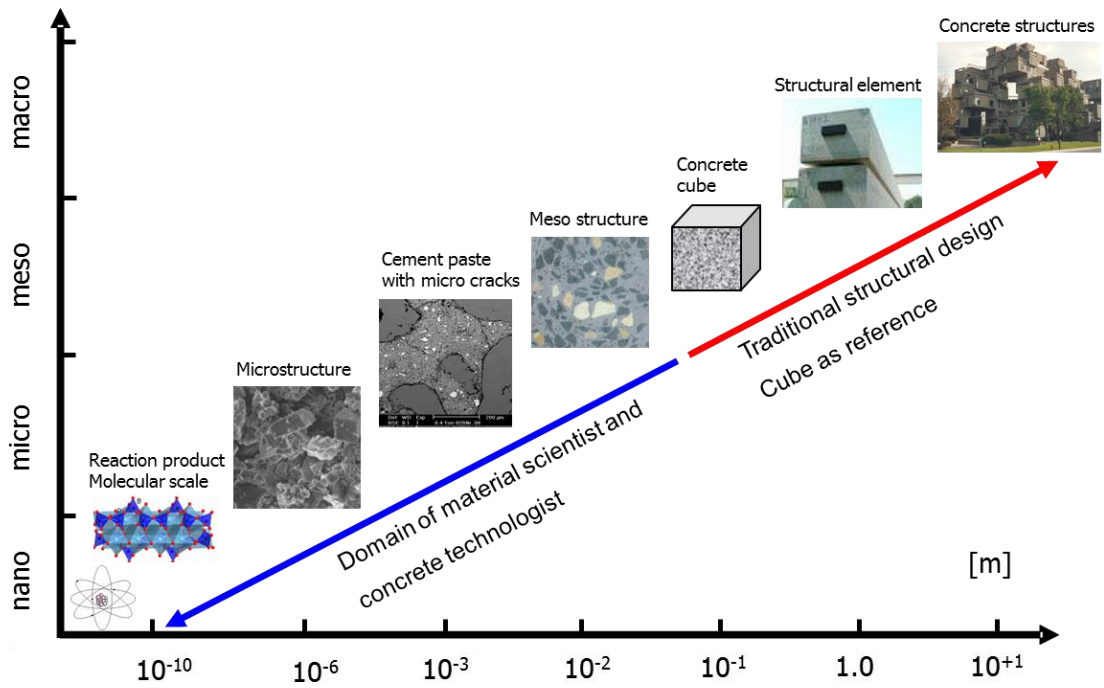 Concrete structures
Structural element
Concrete
cube
Meso structure
Cement paste
with micro cracks
Microstructure
Reaction product
Molecular scale
macro
meso
micro
nano
Traditional structural design
Cube as reference
Domain of material scientist and
concrete technologist
[m]
10⁻¹⁰
10⁻⁶
10⁻³
10⁻²
10⁻¹
1.0
10⁺¹
200 µm